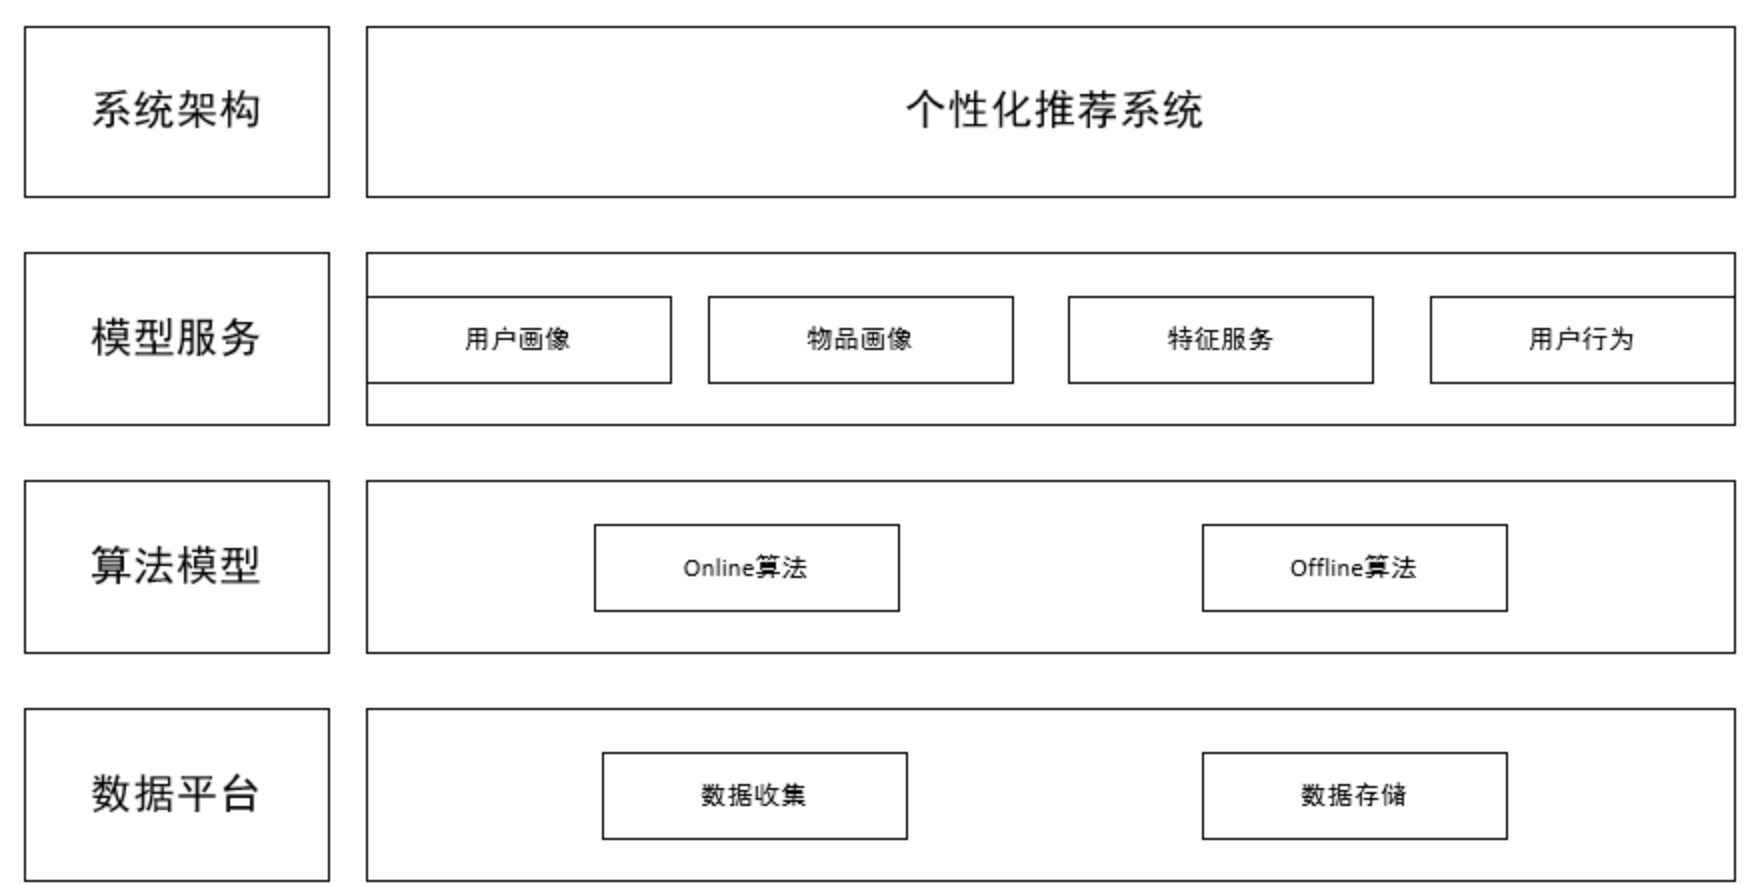 系统架构
个性化推荐系统
模型服务
用户画像
物品画像
特征服务
用户行为
算法模型
Online算法
Offline算法
数据平台
数据收集
数据存储